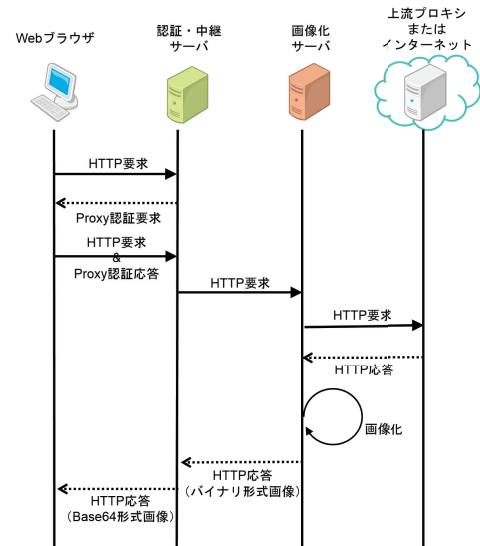 Webブラウザ
認証・中継
サーバ
画像化
サーバ
上流プロキシ
または
インターネット
HTTP要求
Proxy認証要求
HTTP要求
&
Proxy認証応答
HTTP要求
HTTP要求
HTTP応答
画像化
HTTP応答
（バイナリ形式画像）
HTTP応答
（Base64形式画像）